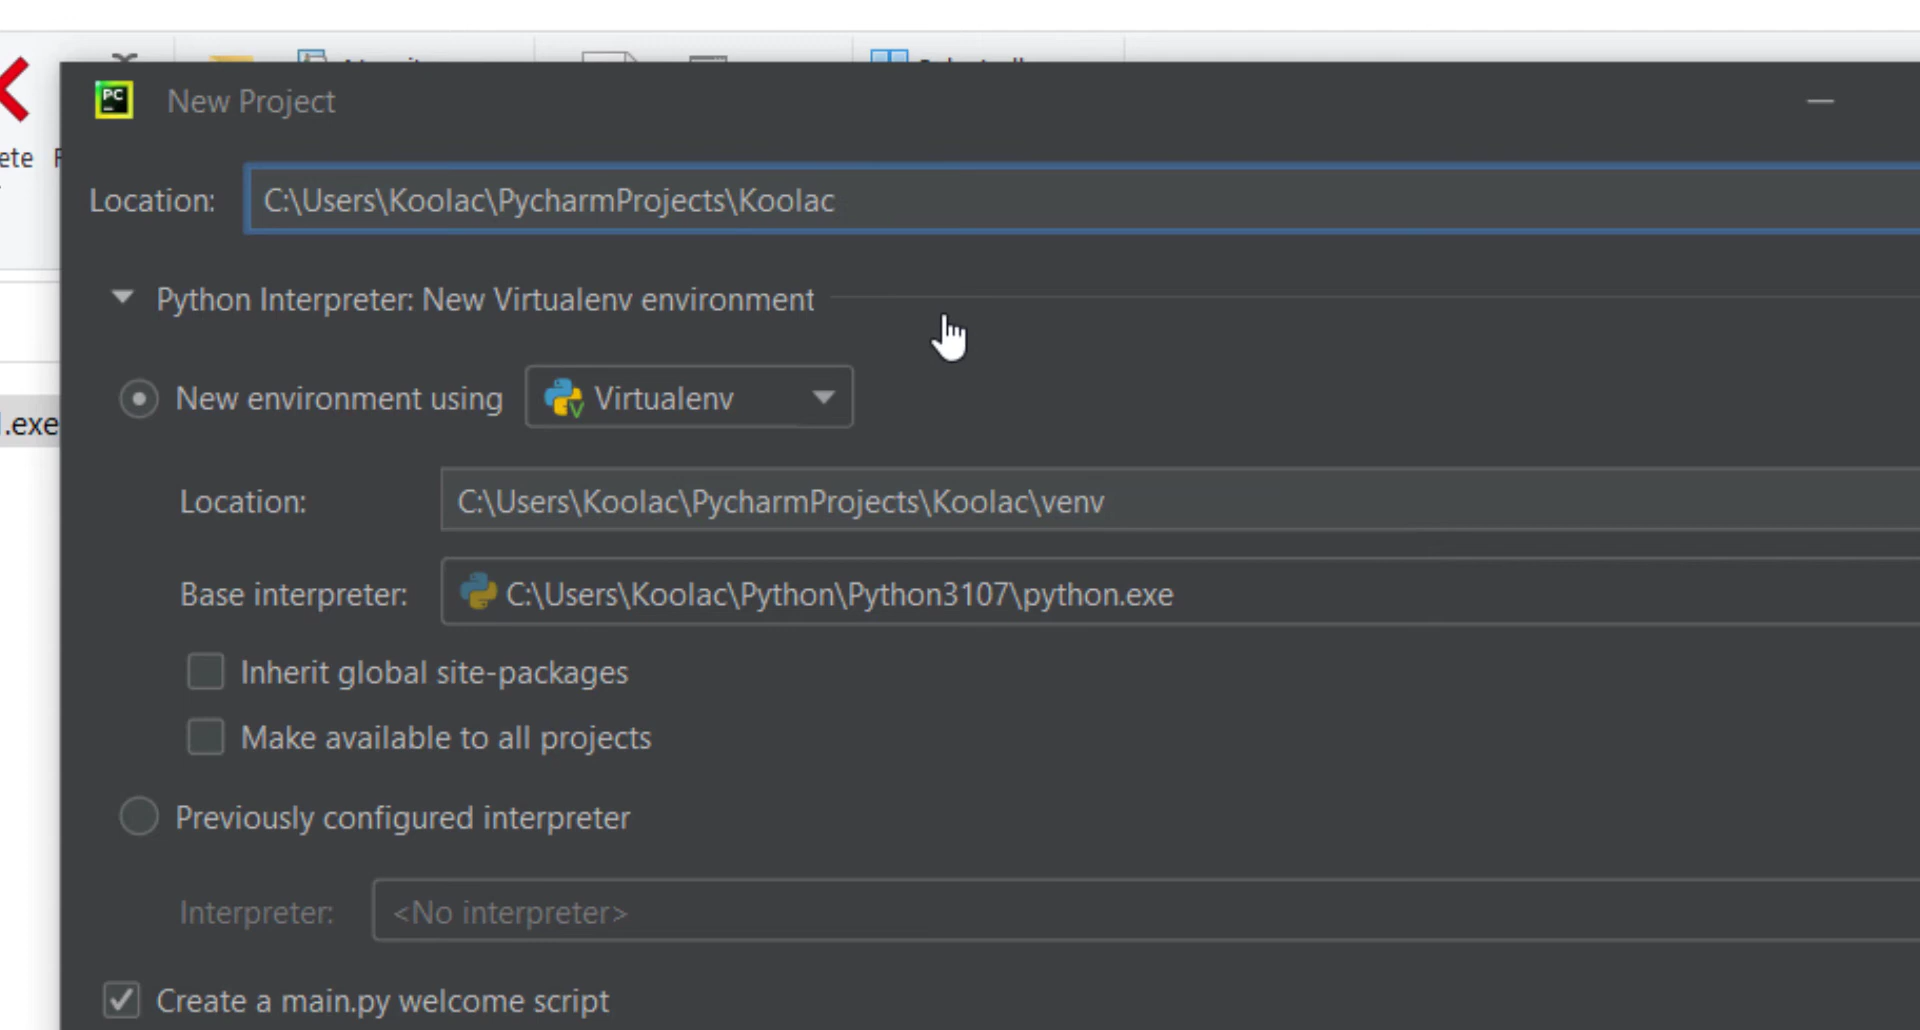 PC New Project
Location: C:\Users\Koolac\PycharmProjects\Koolac
Python Interpreter: New Virtualenv environment
New environment using Virtualenv
.exe
Location: C:\Users\Koolac\PycharmProjects\Koolac\venv
Base interpreter: C:\Users\Koolac\Python\Python3107\python.exe
Inherit global site-packages
Make available to all projects
Previously configured interpreter
Interpreter: <No interpreter>
Create a main.py welcome script